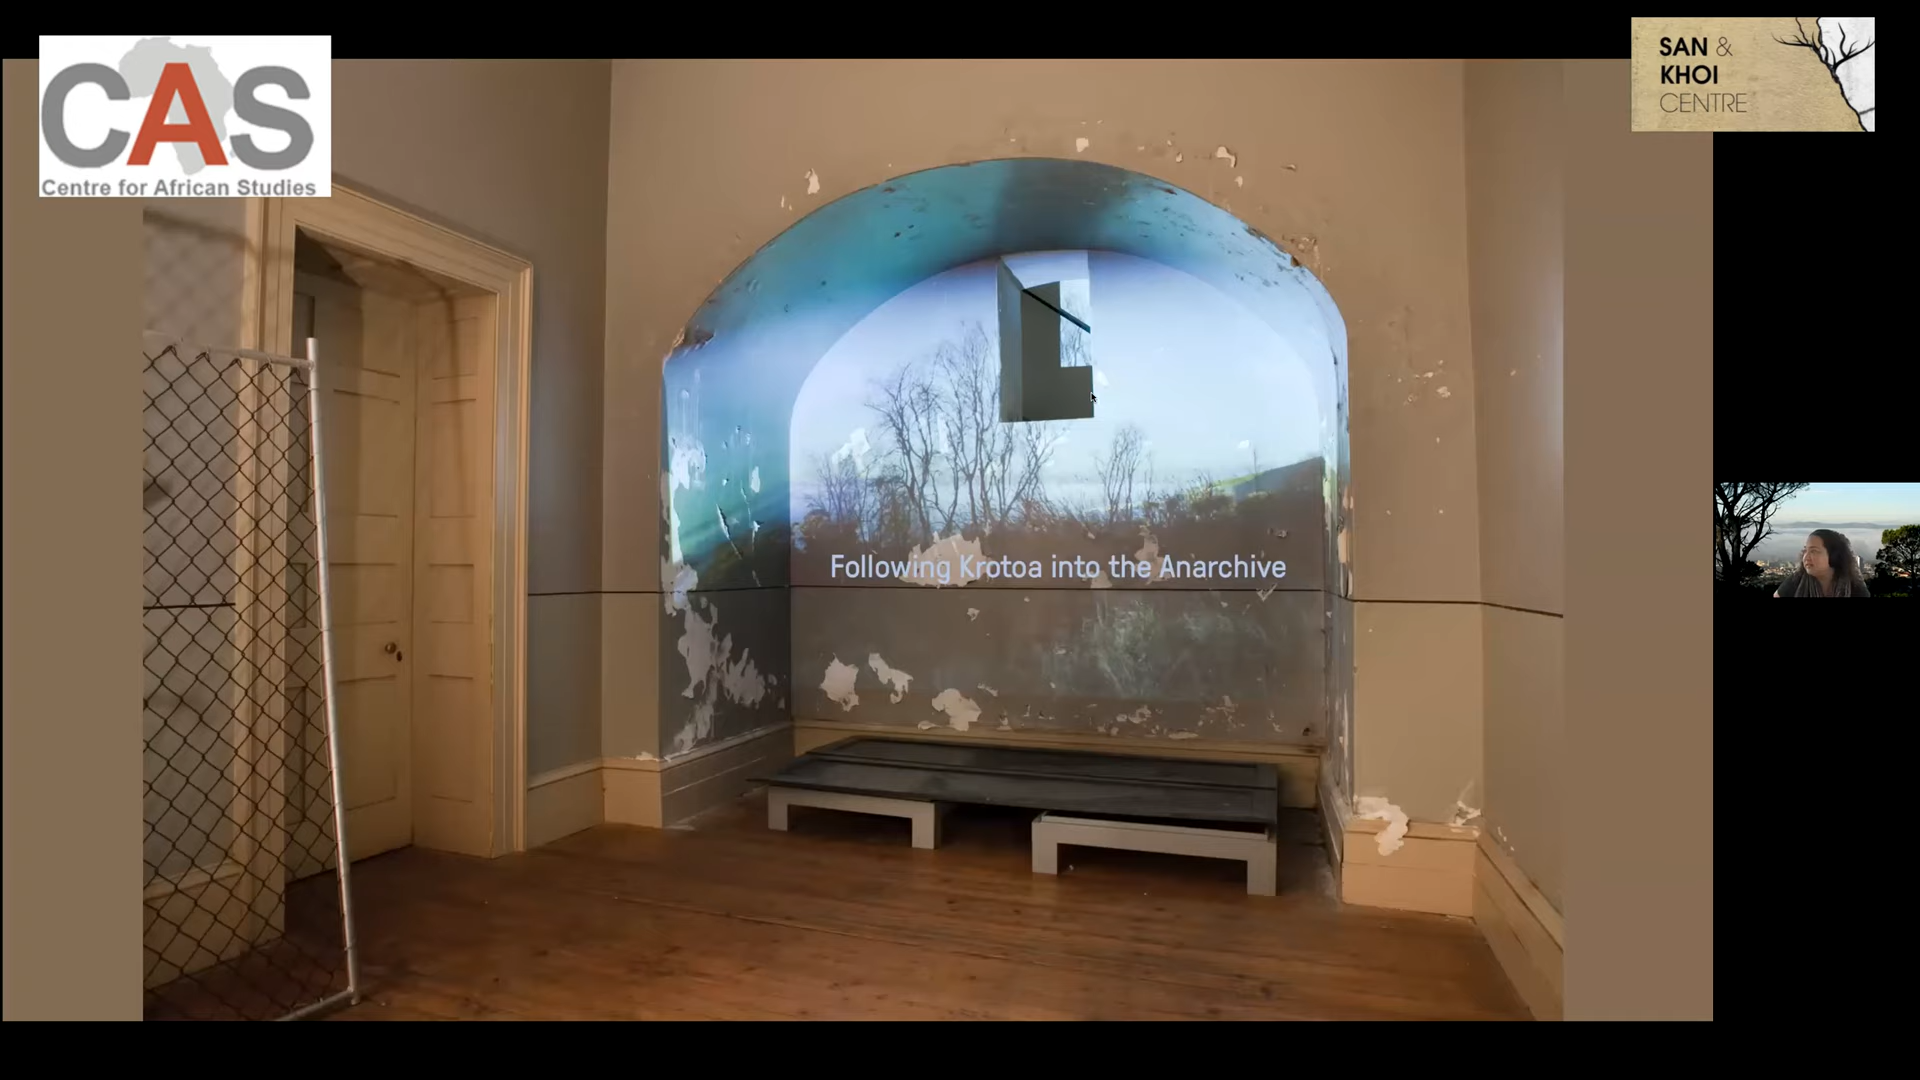 CAS
Centre for African Studies
SAN &
KHOI
CENTRE
Following Krotoa into the Anarchive